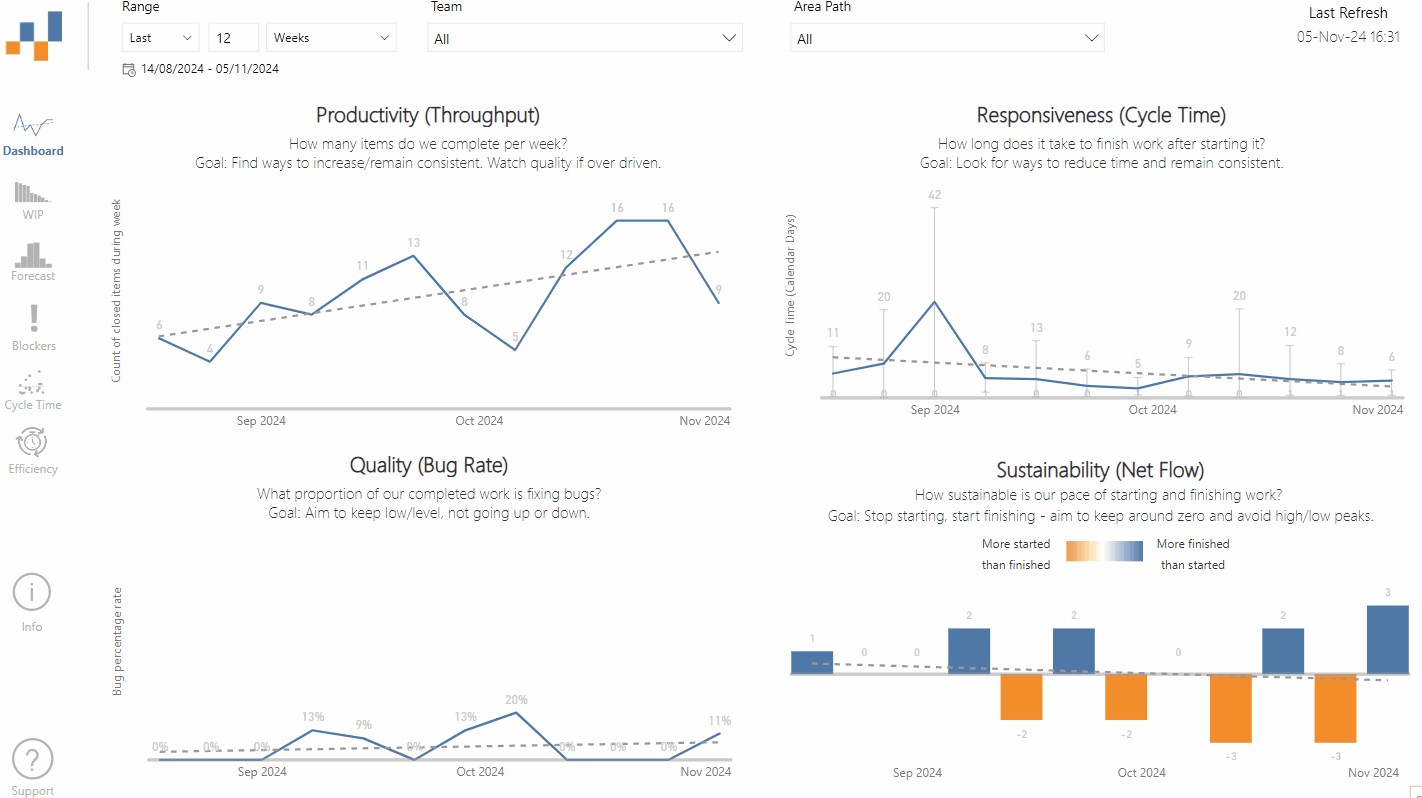 Range
Team
Area Path
Last Refresh
Last
12
Weeks
All
All
05-Nov-24 16:31
14/08/2024 - 05/11/2024
Dashboard
WIP
Forecast
Blockers
Cycle Time
Efficiency
Info
Support
Productivity (Throughput)
How many items do we complete per week?
Goal: Find ways to increase/remain consistent. Watch quality if over driven.
Count of closed items during week
6
4
9
8
11
13
8
5
12
16
16
9
Sep 2024
Oct 2024
Nov 2024
Responsiveness (Cycle Time)
How long does it take to finish work after starting it?
Goal: Look for ways to reduce time and remain consistent.
Cycle Time (Calendar Days)
11
20
42
8
13
6
5
9
20
12
8
6
Sep 2024
Oct 2024
Nov 2024
Quality (Bug Rate)
What proportion of our completed work is fixing bugs?
Goal: Aim to keep low/level, not going up or down.
Bug percentage rate
0%
0%
0%
13%
9%
0%
13%
20%
0%
0%
0%
11%
Sep 2024
Oct 2024
Nov 2024
Sustainability (Net Flow)
How sustainable is our pace of starting and finishing work?
Goal: Stop starting, start finishing - aim to keep around zero and avoid high/low peaks.
More started
than finished
More finished
than started
1
0
0
2
-2
2
-2
0
-3
2
-3
3
Sep 2024
Oct 2024
Nov 2024